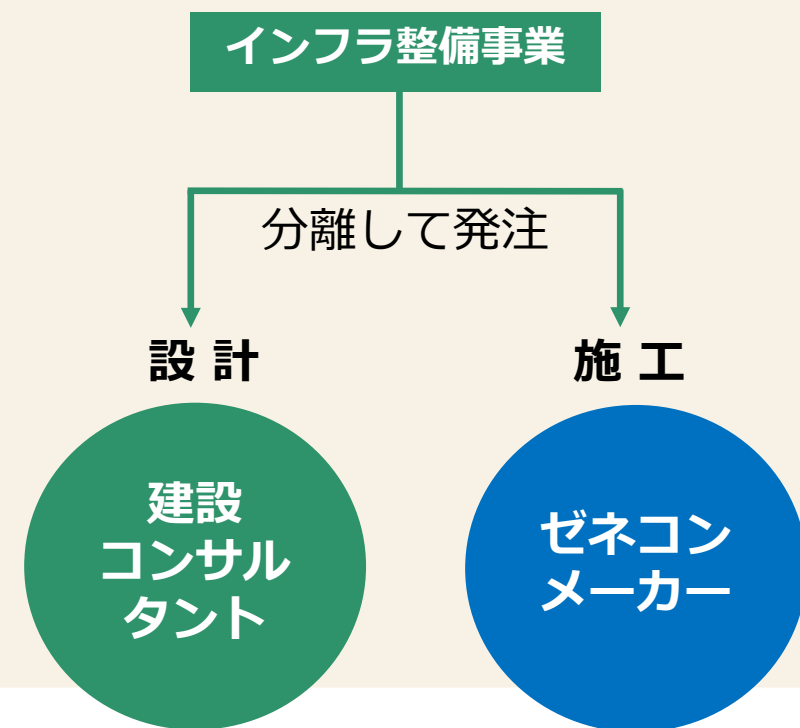 インフラ整備事業
分離して発注
設 計
施 工
建設
コンサル
タント
ゼネコン
メーカー